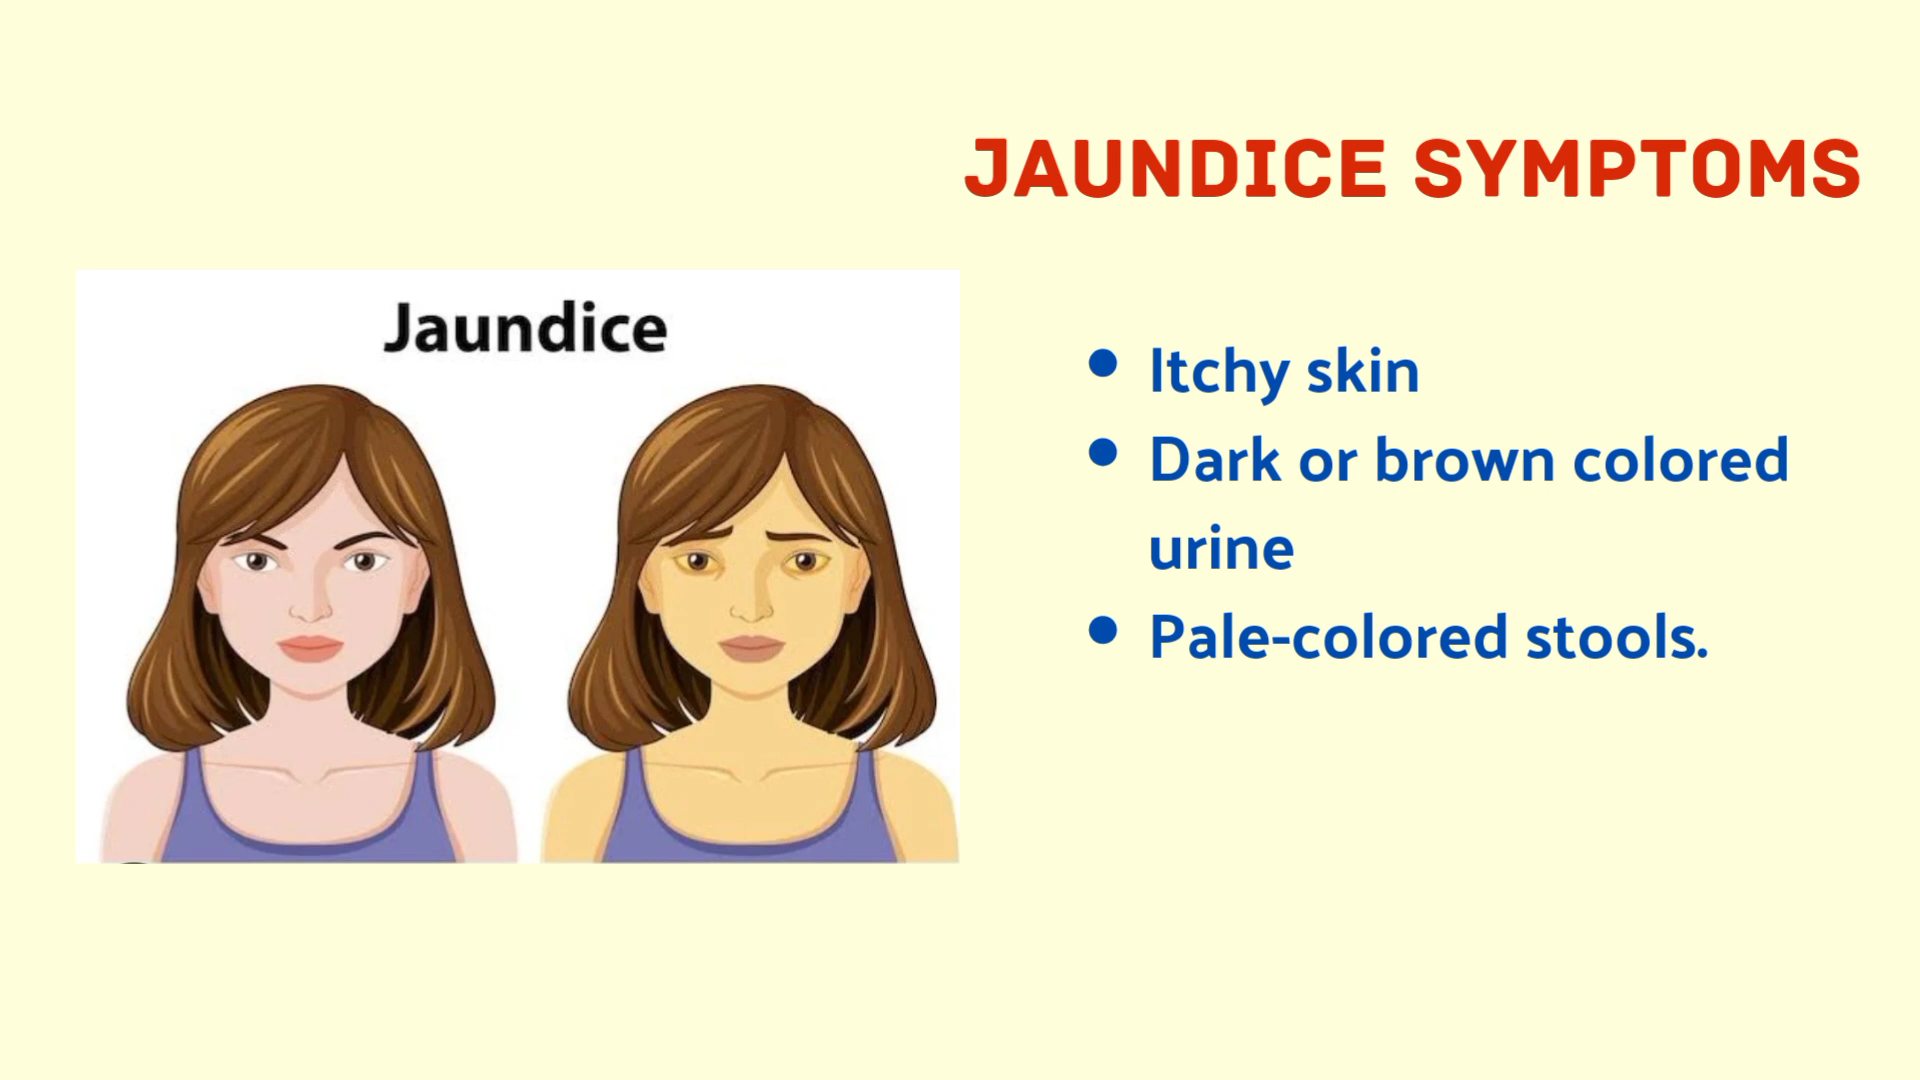 JAUNDICE SYMPTOMS
Jaundice
• Itchy skin
• Dark or brown colored
urine
• Pale-colored stools.